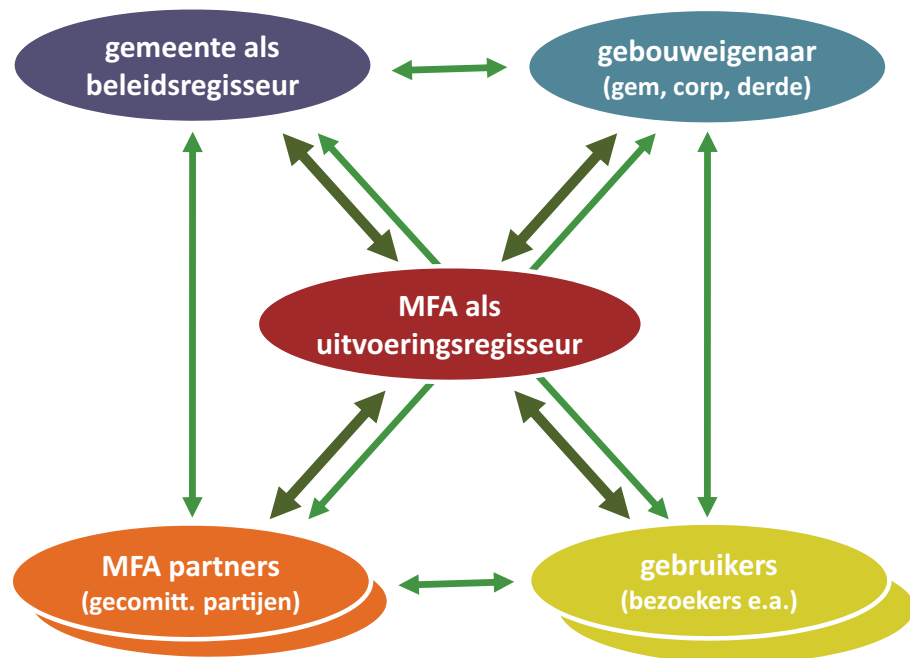 gemeente als
beleidsregisseur
gebouweigenaar
(gem, corp, derde)
MFA als
uitvoeringsregisseur
MFA partners
(gecomitt. partijen)
gebruikers
(bezoekers e.a.)